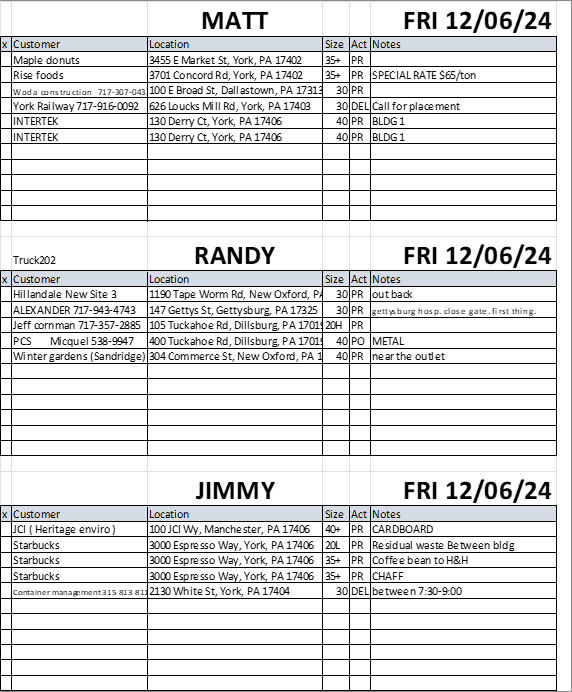 MATT FRI 12/06/24
x Customer Location Size Act Notes
Maple donuts 3455 E Market St, York, PA 17402 35+ PR
Rise foods 3701 Concord Rd, York, PA 17402 35+ PR SPECIAL RATE $65/ton
Woda construction 717-307-043 100 E Broad St, Dallastown, PA 17313 30 PR
York Railway 717-916-0092 626 Loucks Mill Rd, York, PA 17403 30 DEL Call for placement
INTERTEK 130 Derry Ct, York, PA 17406 40 PR BLDG 1
INTERTEK 130 Derry Ct, York, PA 17406 40 PR BLDG 1
Truck202 RANDY FRI 12/06/24
x Customer Location Size Act Notes
Hillandale New Site 3 1190 Tape Worm Rd, New Oxford, PA 30 PR out back
ALEXANDER 717-943-4743 147 Gettys St, Gettysburg, PA 17325 30 PR gettysburg hosp. close gate. first thing.
Jeff cornman 717-357-2885 105 Tuckahoe Rd, Dillsburg, PA 17019 20H PR
PCS Micquel 538-9947 400 Tuckahoe Rd, Dillsburg, PA 17019 40 PO METAL
Winter gardens (Sandridge) 304 Commerce St, New Oxford, PA 1 40 PR near the outlet
JIMMY FRI 12/06/24
x Customer Location Size Act Notes
JCI ( Heritage enviro ) 100 JCI Wy, Manchester, PA 17406 40+ PR CARDBOARD
Starbucks 3000 Espresso Way, York, PA 17406 20L PR Residual waste Between bldg
Starbucks 3000 Espresso Way, York, PA 17406 35+ PR Coffee bean to H&H
Starbucks 3000 Espresso Way, York, PA 17406 35+ PR CHAFF
Container management 315-813-811 2130 White St, York, PA 17404 30 DEL between 7:30-9:00